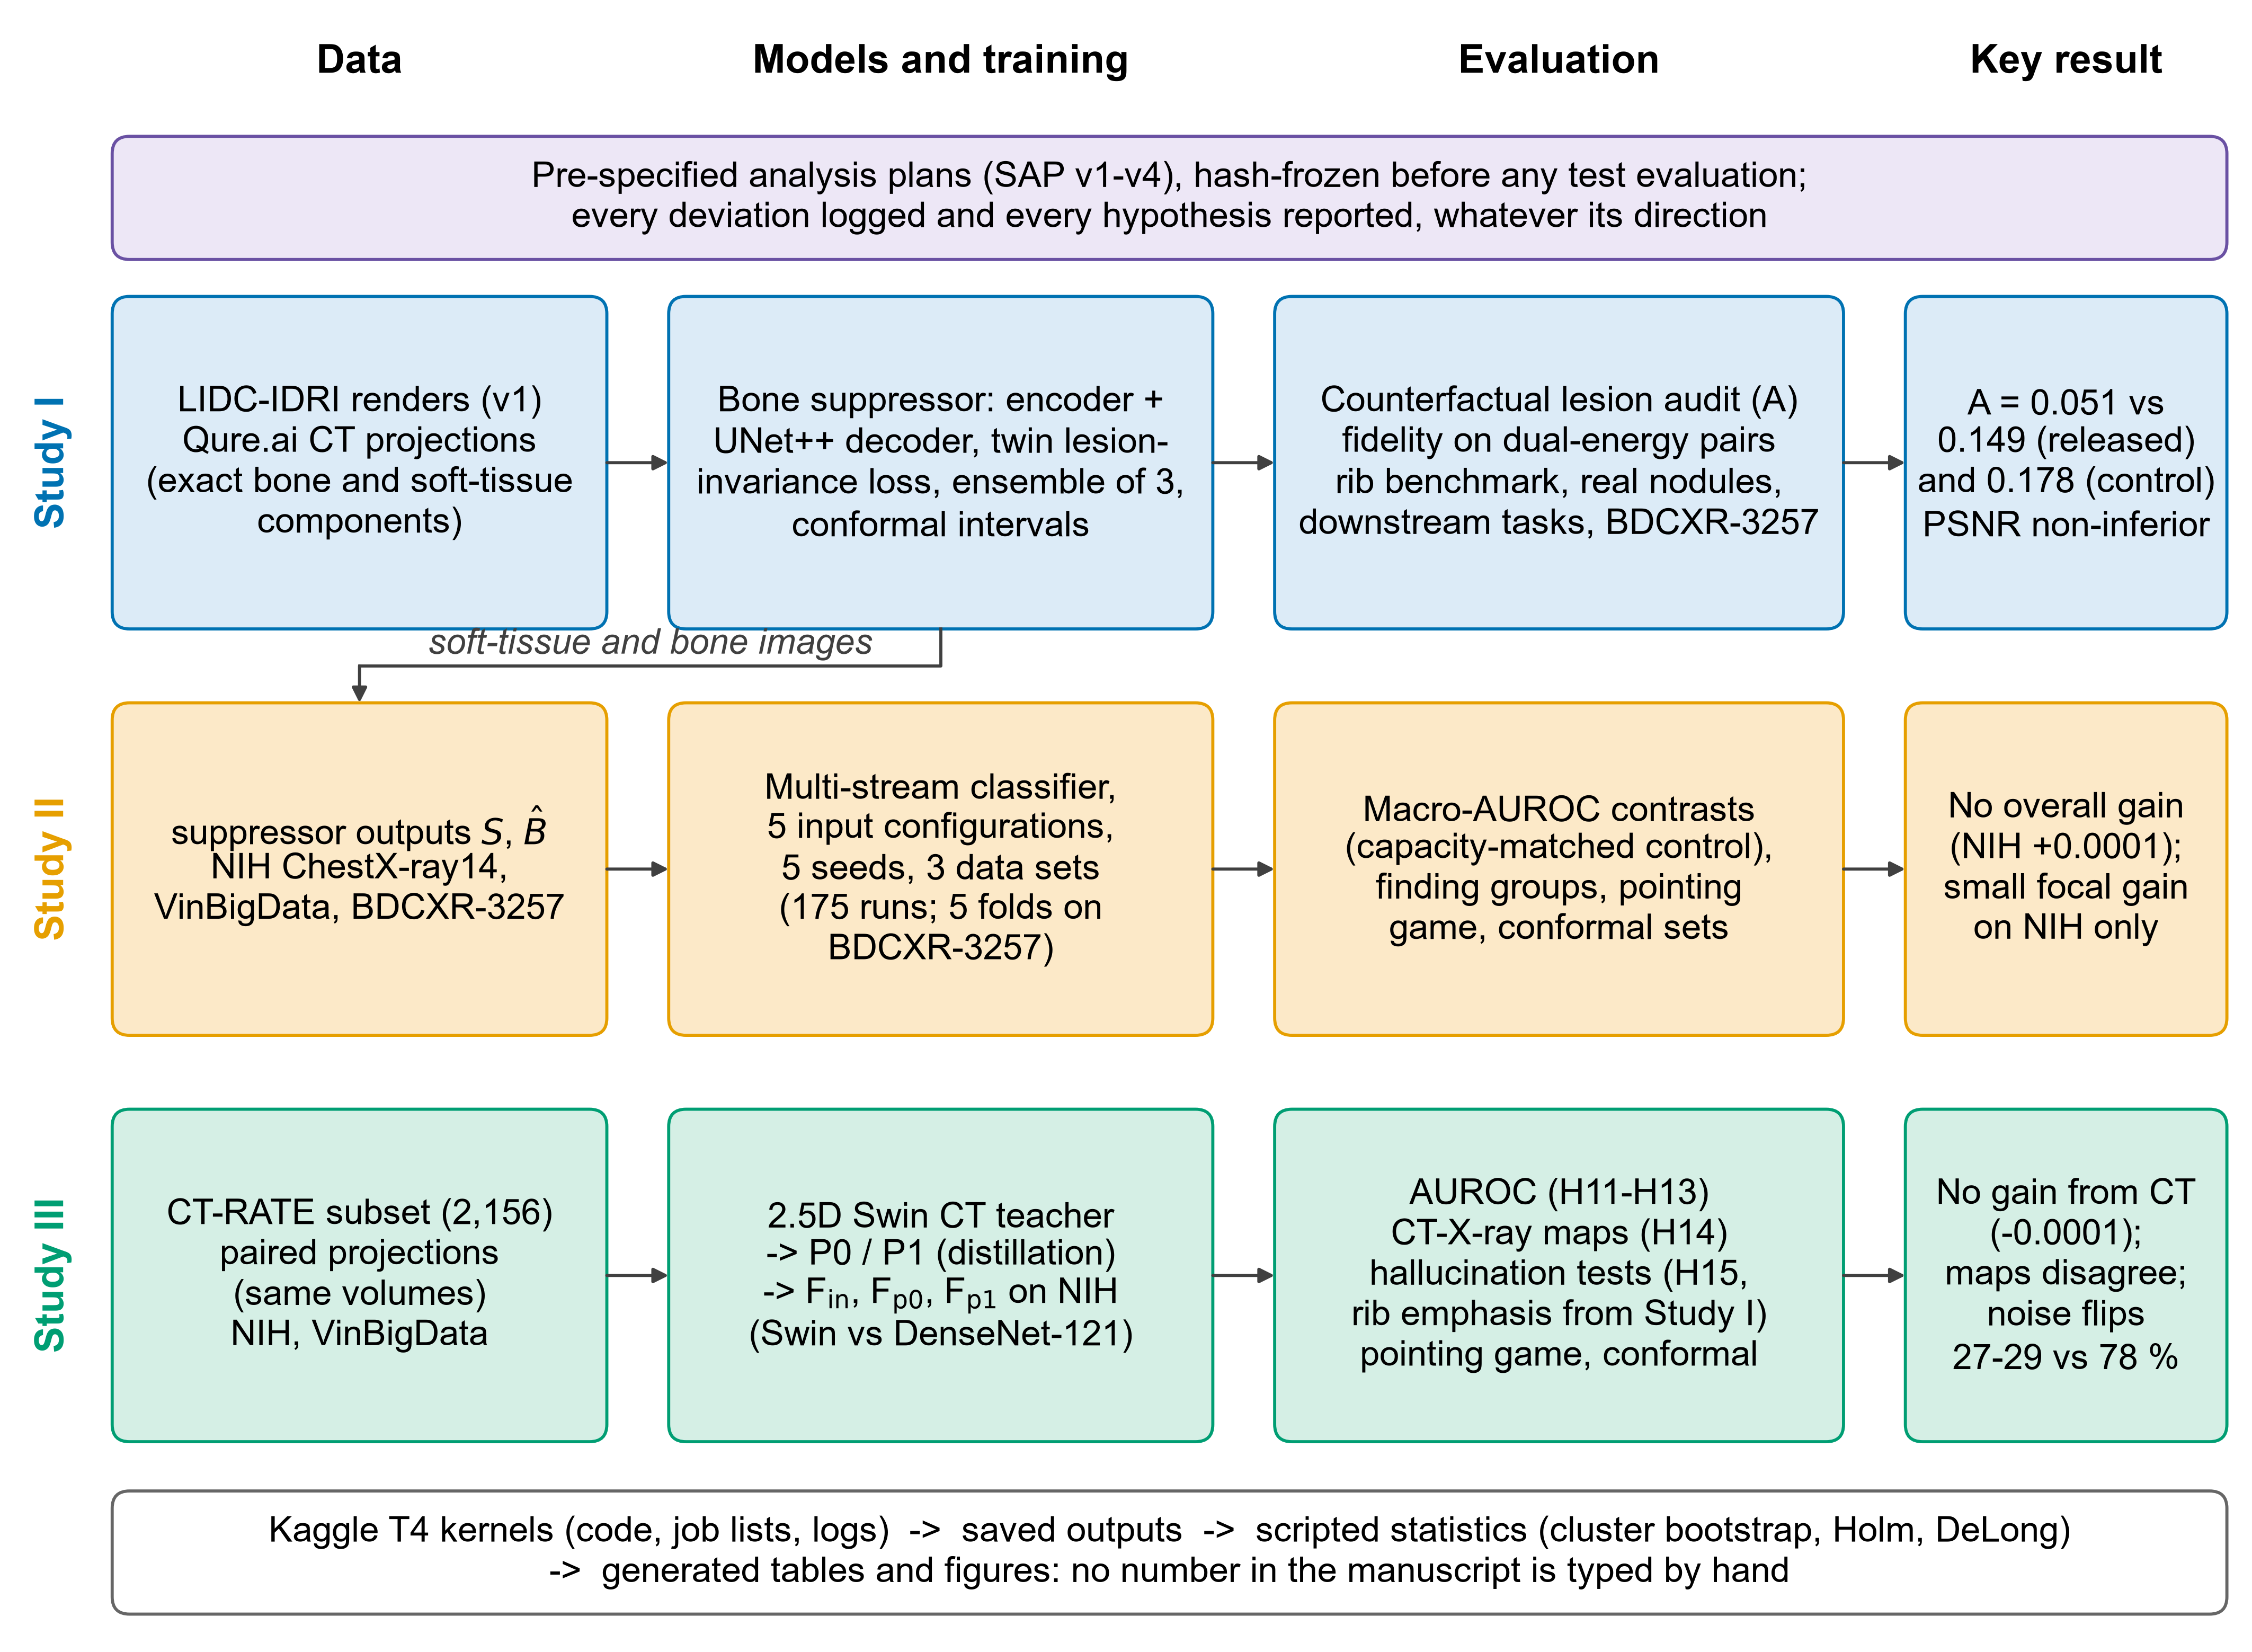 Data
Models and training
Evaluation
Key result
Pre-specified analysis plans (SAP v1-v4), hash-frozen before any test evaluation;
every deviation logged and every hypothesis reported, whatever its direction
Study I
LIDC-IDRI renders (v1)
Qure.ai CT projections
(exact bone and soft-tissue
components)
Bone suppressor: encoder +
UNet++ decoder, twin lesion-
invariance loss, ensemble of 3,
conformal intervals
Counterfactual lesion audit (A)
fidelity on dual-energy pairs
rib benchmark, real nodules,
downstream tasks, BDCXR-3257
A = 0.051 vs
0.149 (released)
and 0.178 (control)
PSNR non-inferior
soft-tissue and bone images
Study II
suppressor outputs S, B̂
NIH ChestX-ray14,
VinBigData, BDCXR-3257
Multi-stream classifier,
5 input configurations,
5 seeds, 3 data sets
(175 runs; 5 folds on
BDCXR-3257)
Macro-AUROC contrasts
(capacity-matched control),
finding groups, pointing
game, conformal sets
No overall gain
(NIH +0.0001);
small focal gain
on NIH only
Study III
CT-RATE subset (2,156)
paired projections
(same volumes)
NIH, VinBigData
2.5D Swin CT teacher
-> P0 / P1 (distillation)
-> F_in, F_p0, F_p1 on NIH
(Swin vs DenseNet-121)
AUROC (H11-H13)
CT-X-ray maps (H14)
hallucination tests (H15,
rib emphasis from Study I)
pointing game, conformal
No gain from CT
(-0.0001);
maps disagree;
noise flips
27-29 vs 78 %
Kaggle T4 kernels (code, job lists, logs) -> saved outputs -> scripted statistics (cluster bootstrap, Holm, DeLong)
-> generated tables and figures: no number in the manuscript is typed by hand